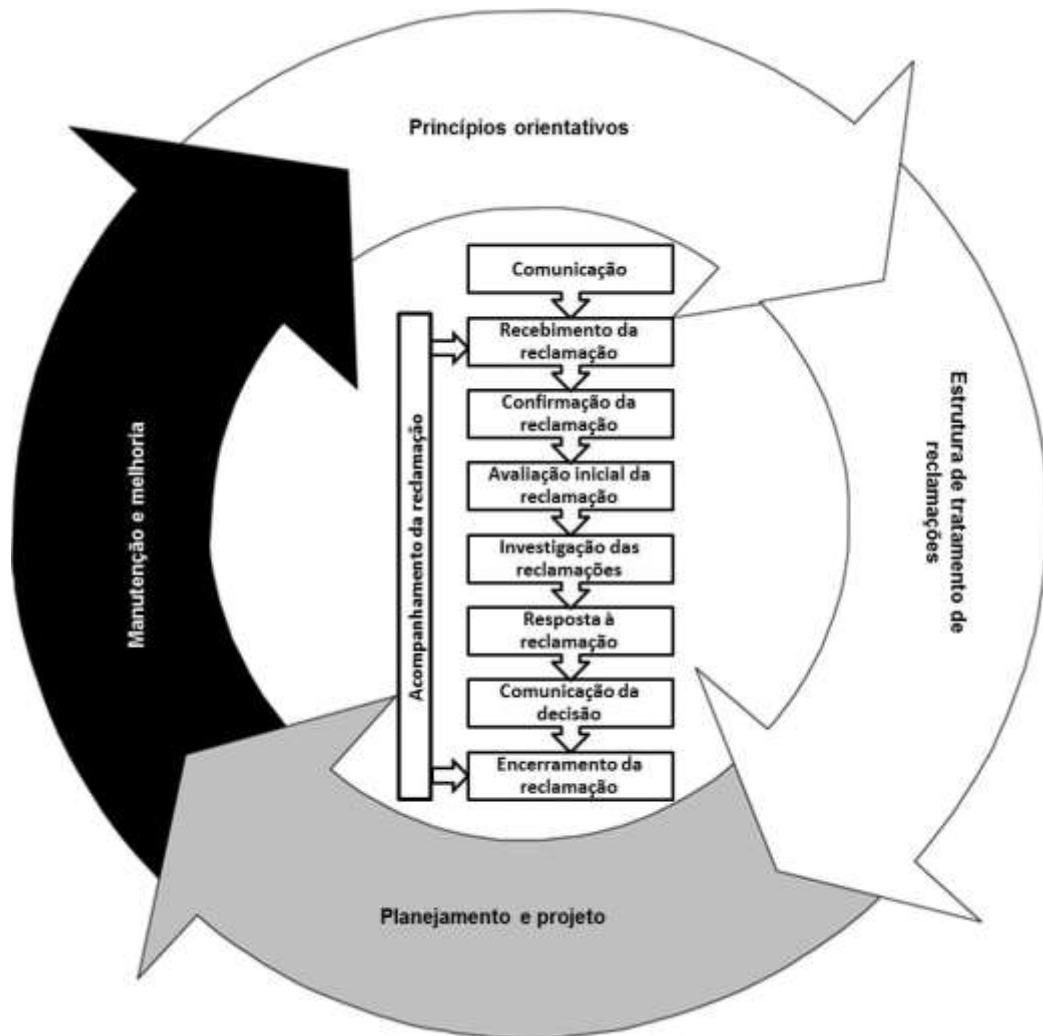 Princípios orientativos
Comunicação
Recebimento da
reclamação
Confirmação da
reclamação
Avaliação inicial da
reclamação
Investigação das
reclamações
Resposta à
reclamação
Comunicação da
decisão
Encerramento da
reclamação
Acompanhamento da reclamação
Estrutura de tratamento de
reclamações
Planejamento e projeto
Manutenção e melhoria